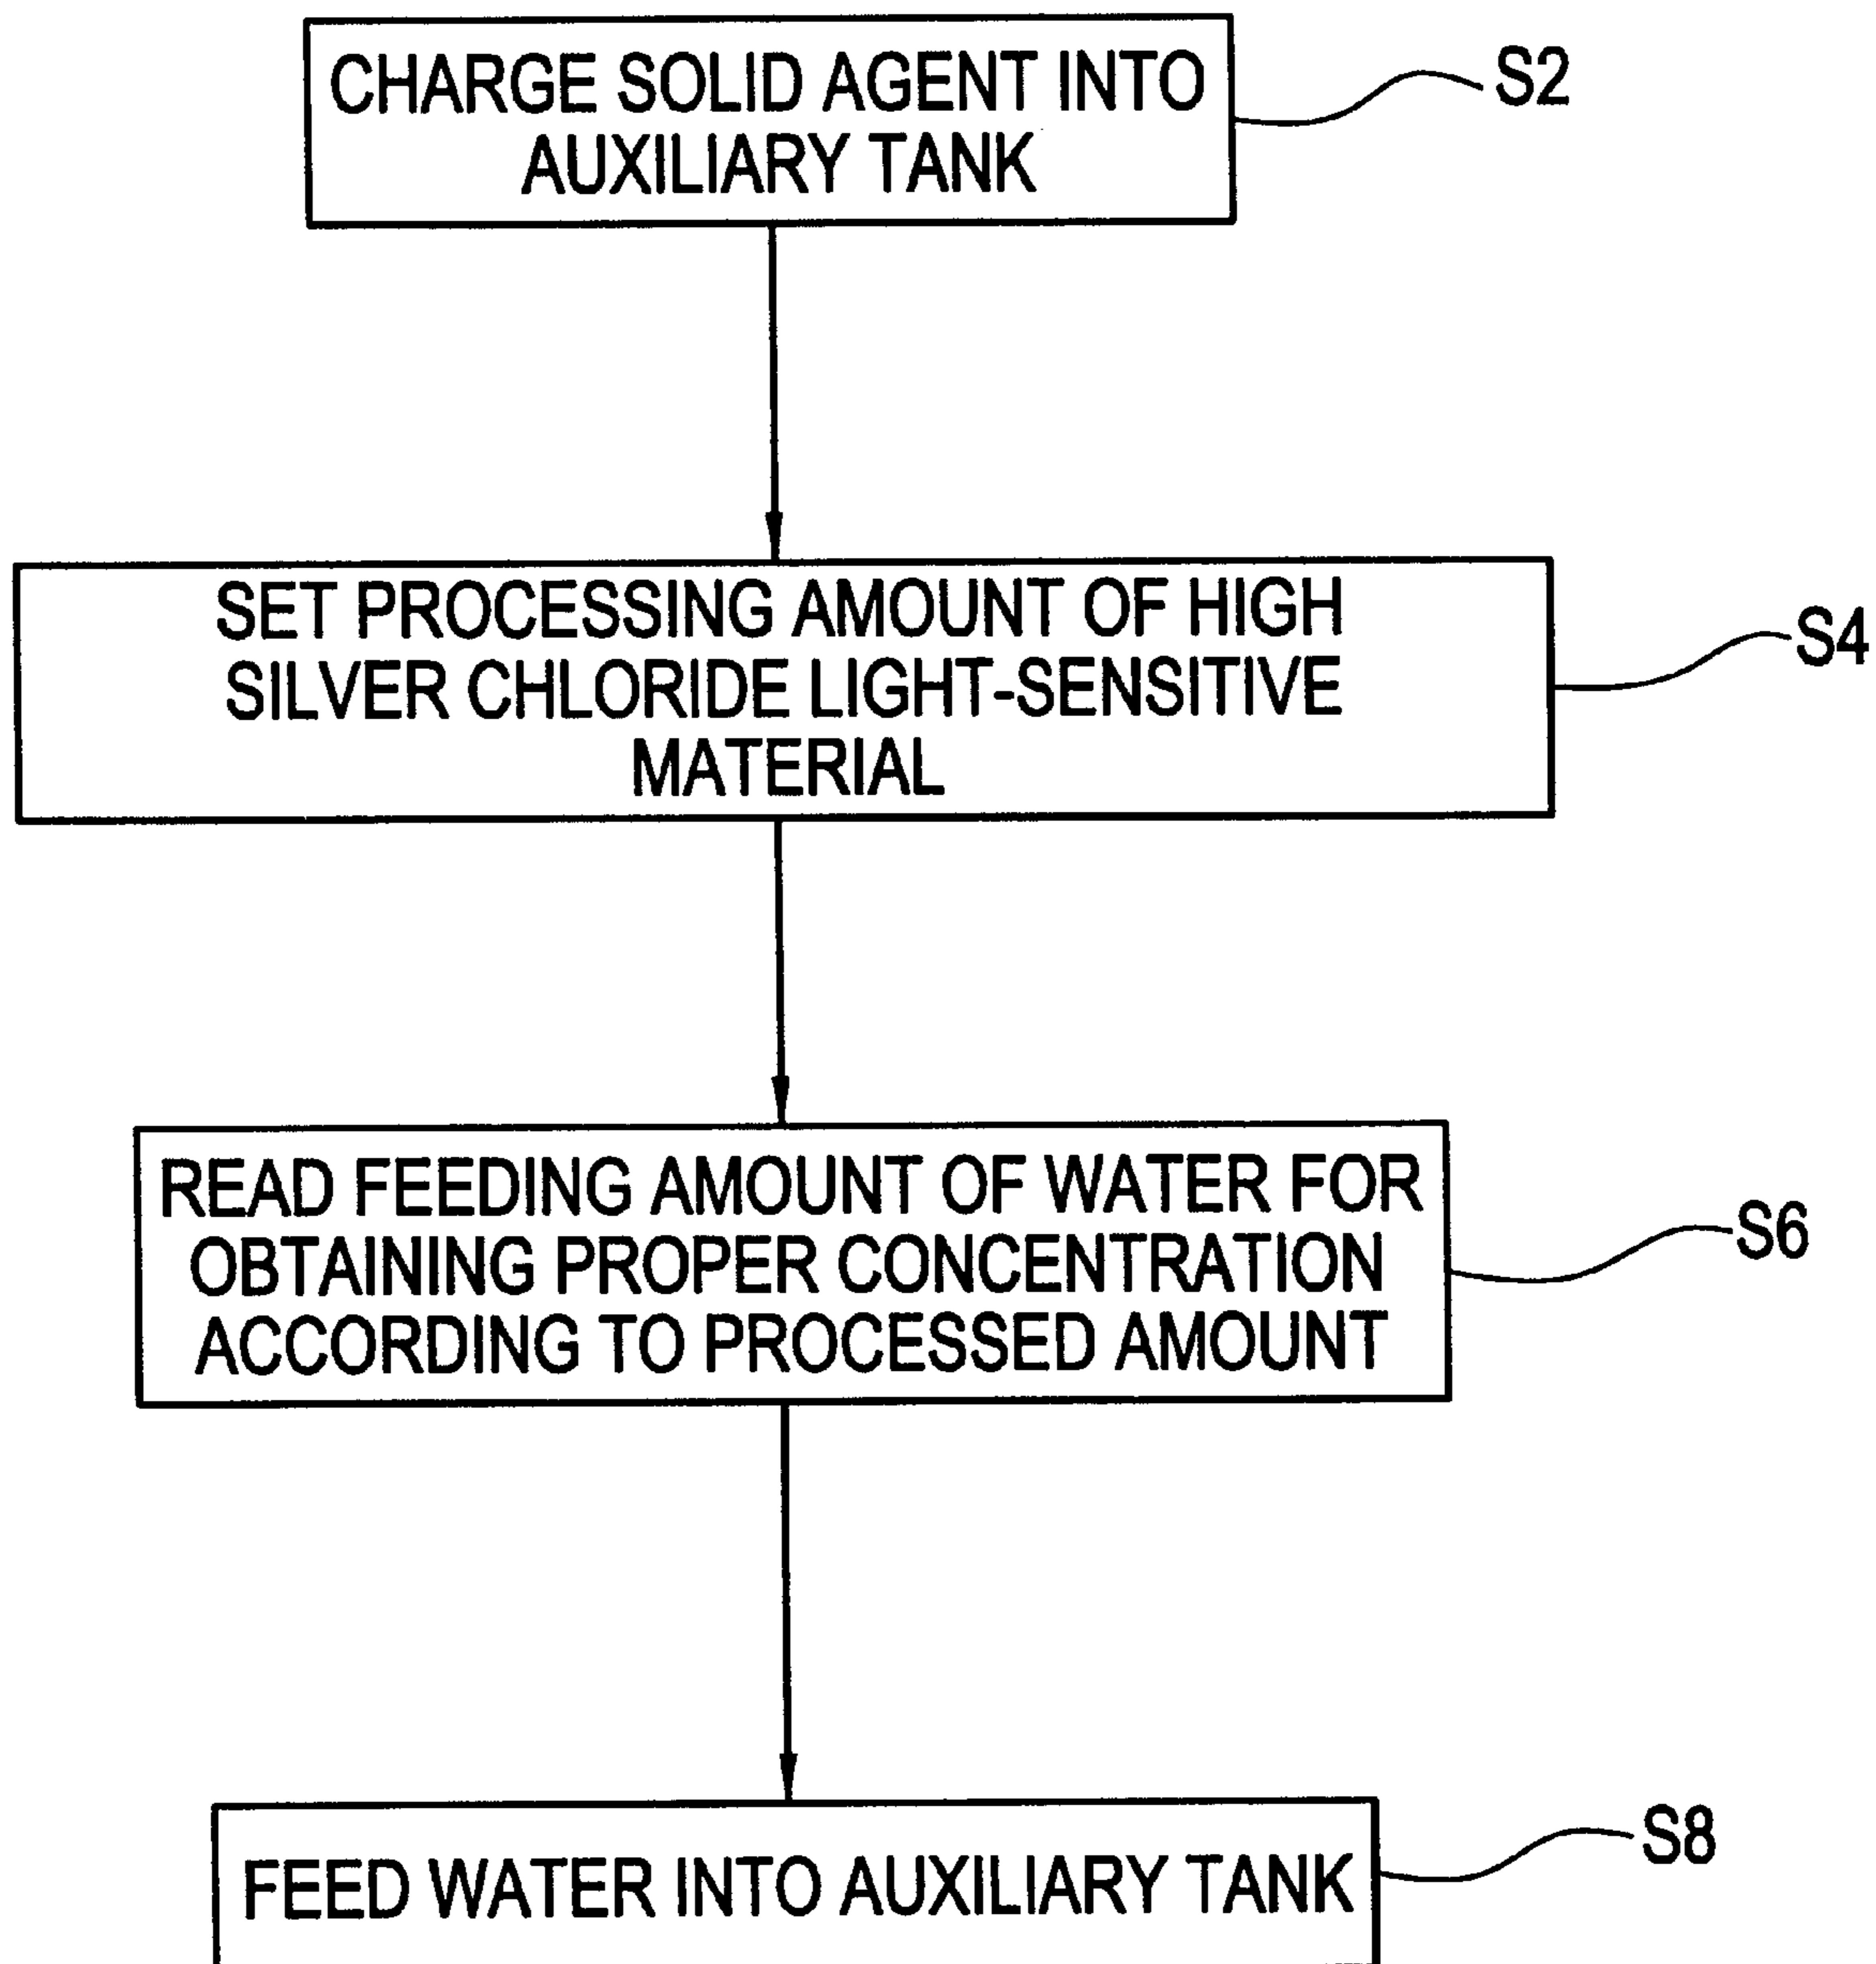 CHARGE SOLID AGENT INTO
AUXILIARY TANK
S2
SET PROCESSING AMOUNT OF HIGH
SILVER CHLORIDE LIGHT-SENSITIVE
MATERIAL
S4
READ FEEDING AMOUNT OF WATER FOR
OBTAINING PROPER CONCENTRATION
ACCORDING TO PROCESSED AMOUNT
S6
FEED WATER INTO AUXILIARY TANK
S8